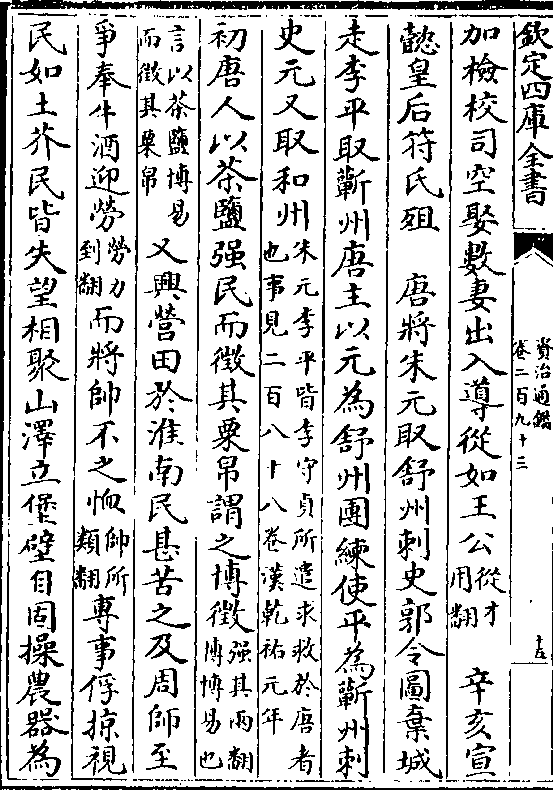 欽定四庫全書
資治通鑑
卷二百九十三
十五
加檢校司空娶數妻出入導從如王公從才用翻 辛亥宣
懿皇后符氏殂 唐將朱元取舒州刺史郭令圖棄城
走李平取蘄州唐主以元為舒州團練使平為蘄州刺
史元又取和州朱元李平皆李守貞所遣求救於唐者也事見二百八十八卷漢乾祐元年
初唐人以茶鹽强民而徵其粟帛謂之博徵强其兩翻博博易也
言以茶鹽博易而徵其粟帛又興營田於淮南民甚苦之及周師至
爭奉牛酒迎勞勞力到翻而將帥不之恤帥所類翻專事俘掠視
民如土芥民皆失望相聚山澤立堡壁自固操農器為